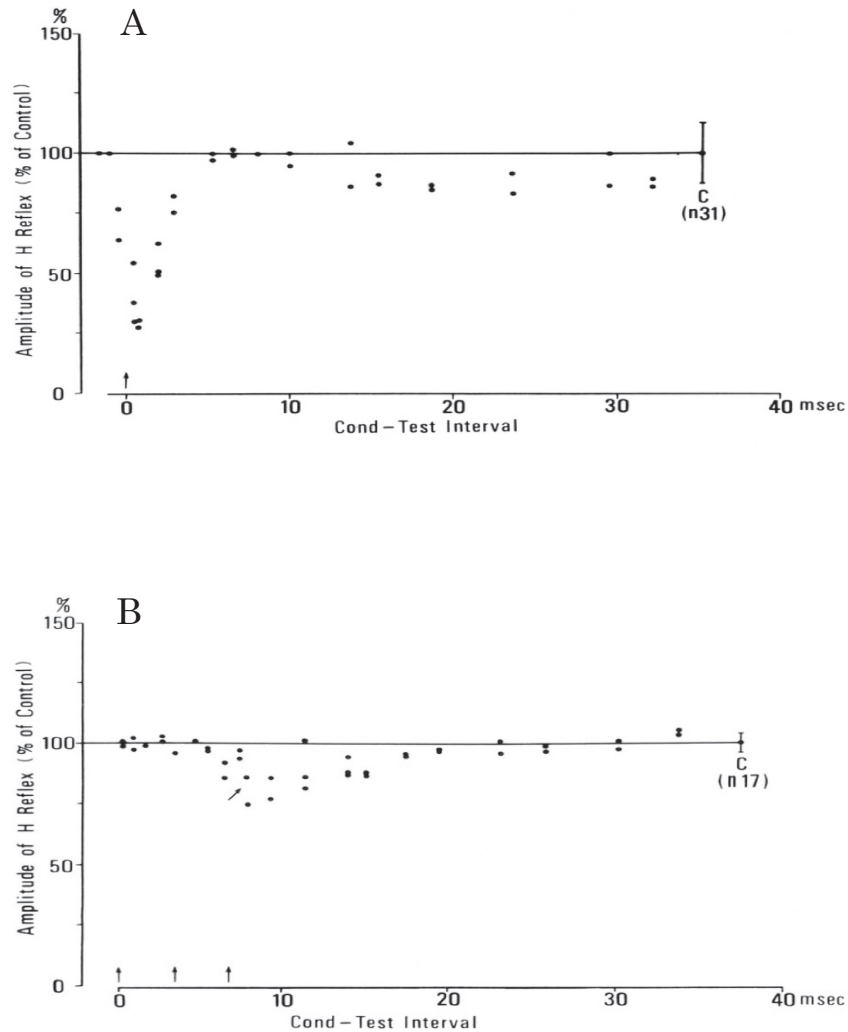 % A
150
100
50
0
Amplitude of H Reflex (% of Control)
C
(n31)
0 10 20 30 40 msec
Cond-Test Interval
% B
150
100
50
0
Amplitude of H Reflex (% of Control)
C
(n17)
0 10 20 30 40 msec
Cond-Test Interval